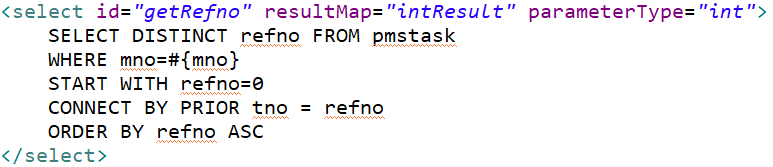 <select id="getRefno" resultMap="intResult" parameterType="int">
SELECT DISTINCT refno FROM pmstask
WHERE mno=#{mno}
START WITH refno=0
CONNECT BY PRIOR tno = refno
ORDER BY refno ASC
</select>